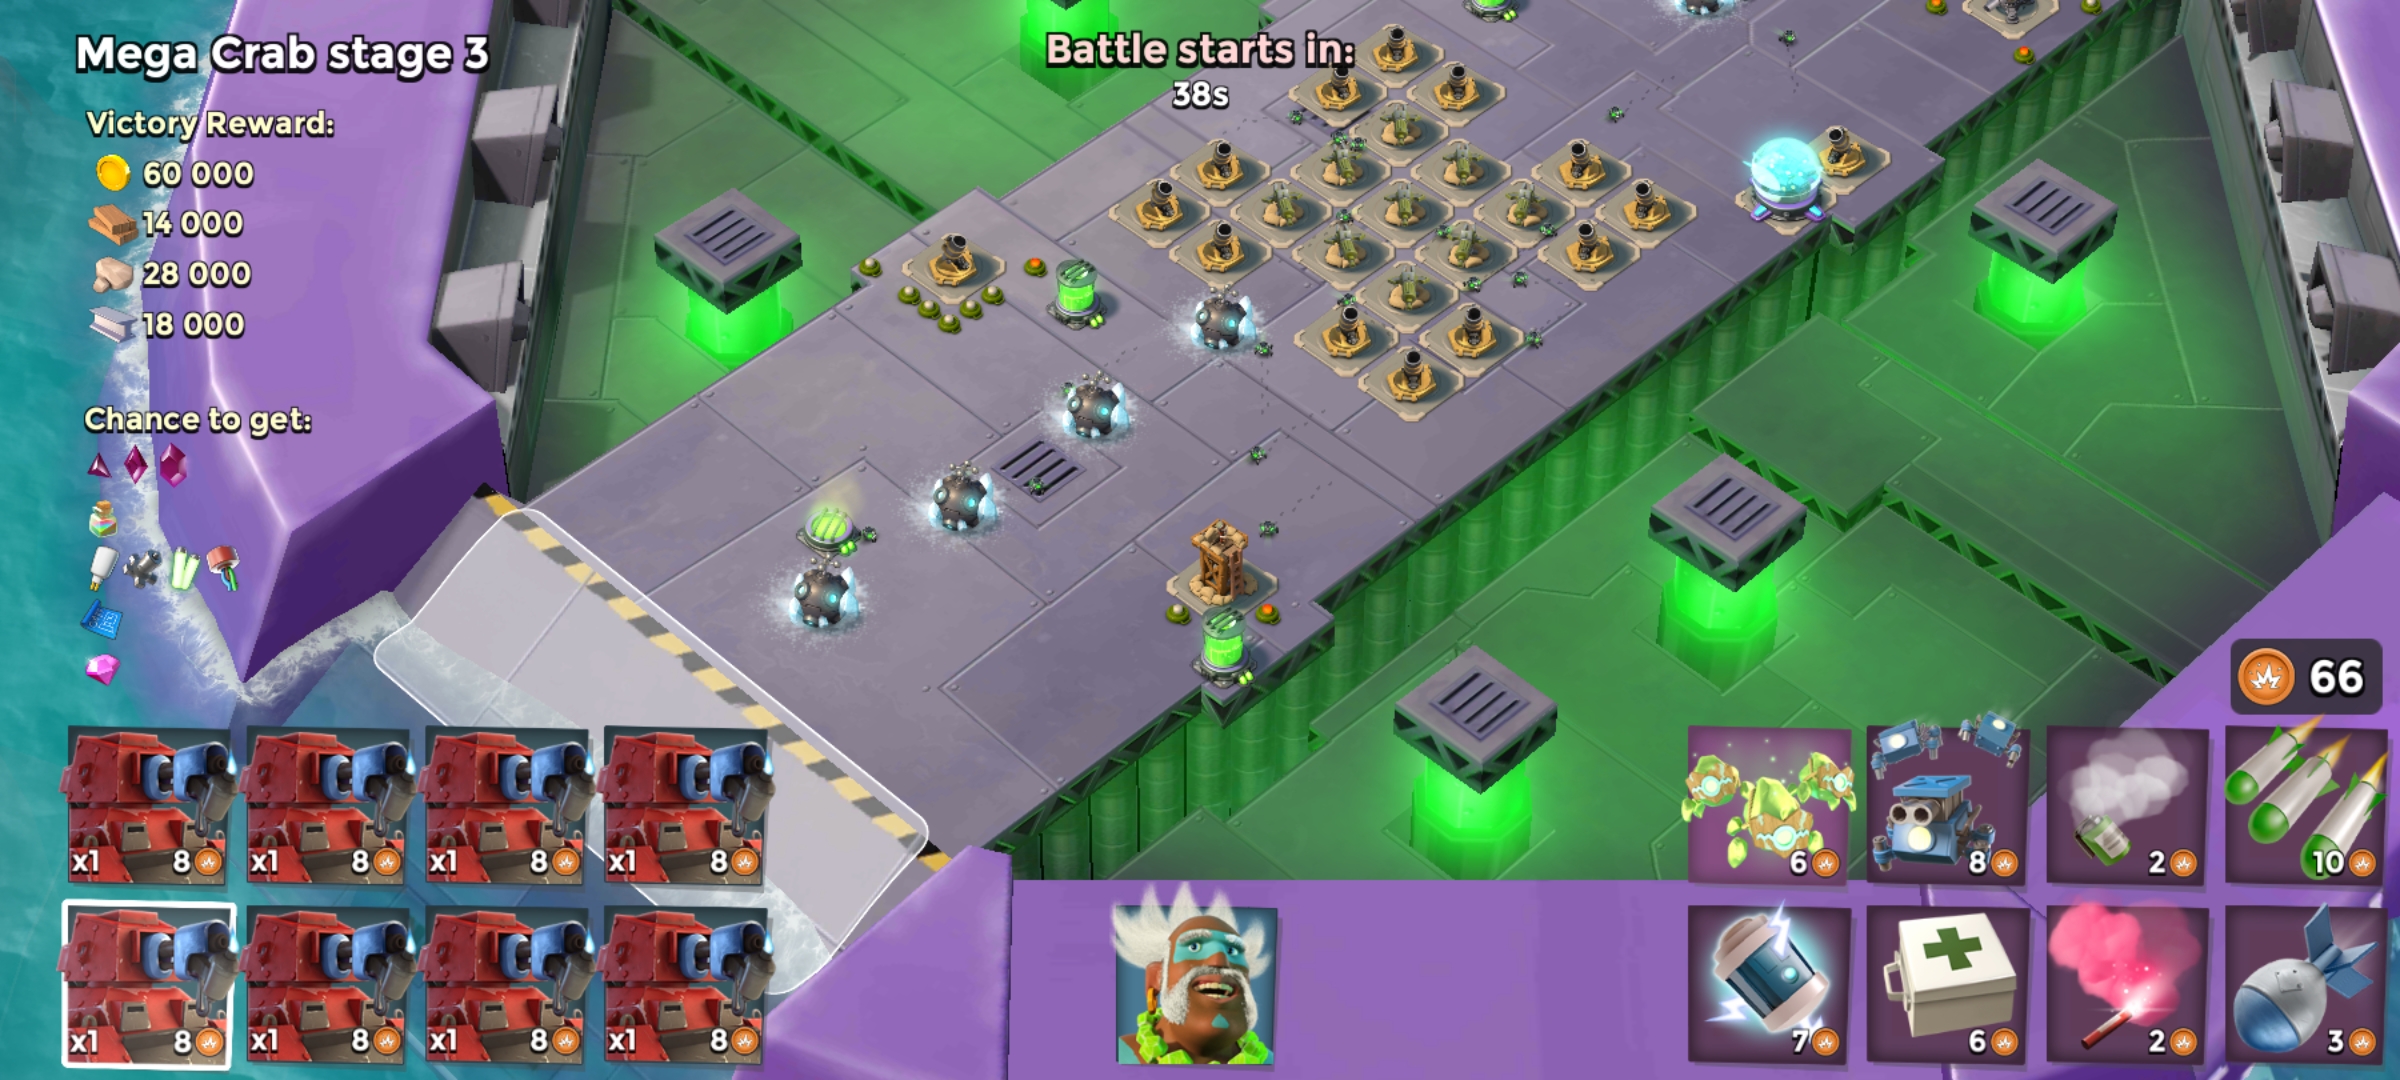 Mega Crab stage 3
Battle starts in:
38s
Victory Reward:
60 000
14 000
28 000
18 000
Chance to get:
66
x1 8
x1 8
x1 8
x1 8
6
8
2
10
x1 8
x1 8
x1 8
x1 8
7
6
2
3